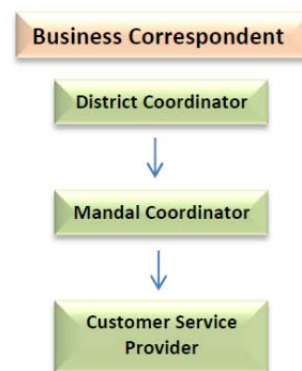 Business Correspondent
District Coordinator
Mandal Coordinator
Customer Service
Provider